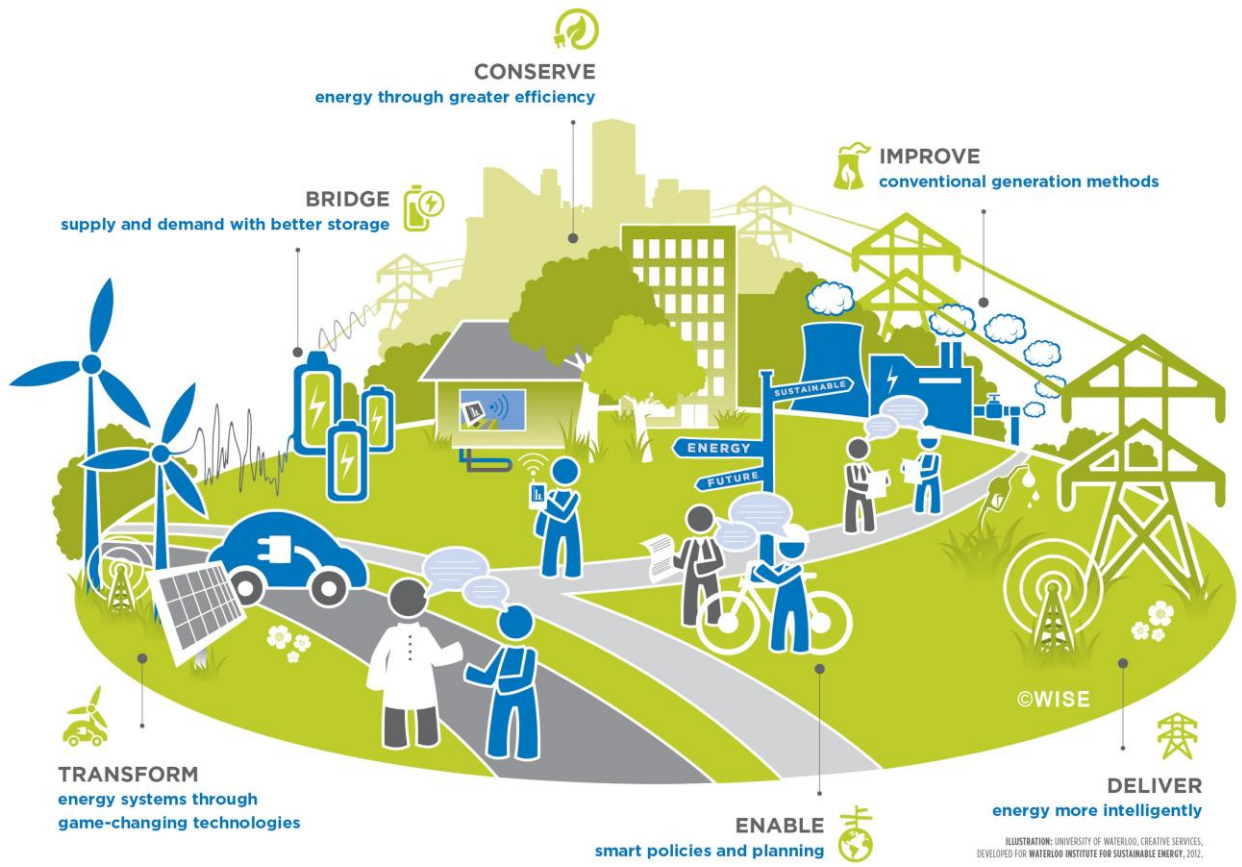 CONSERVE
energy through greater efficiency
IMPROVE
conventional generation methods
BRIDGE
supply and demand with better storage
SUSTAINABLE
ENERGY
FUTURE
©WISE
TRANSFORM
energy systems through
game-changing technologies
ENABLE
smart policies and planning
DELIVER
energy more intelligently
ILLUSTRATION: UNIVERSITY OF WATERLOO, CREATIVE SERVICES,
DEVELOPED FOR WATERLOO INSTITUTE FOR SUSTAINABLE ENERGY, 2012.